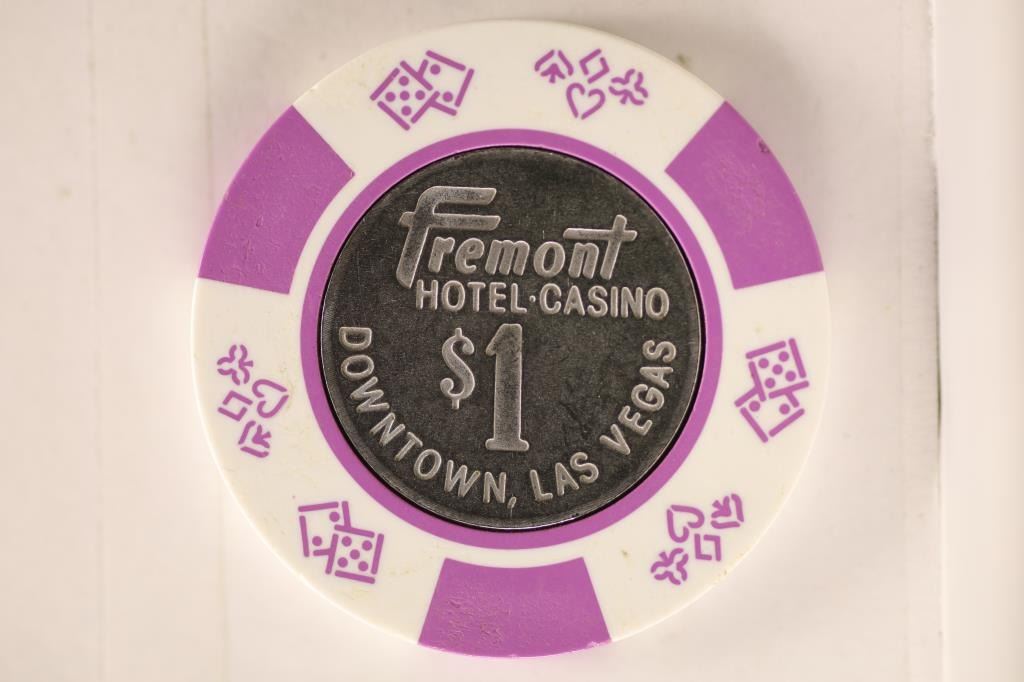 Fremont
HOTEL·CASINO
$1
DOWNTOWN, LAS VEGAS